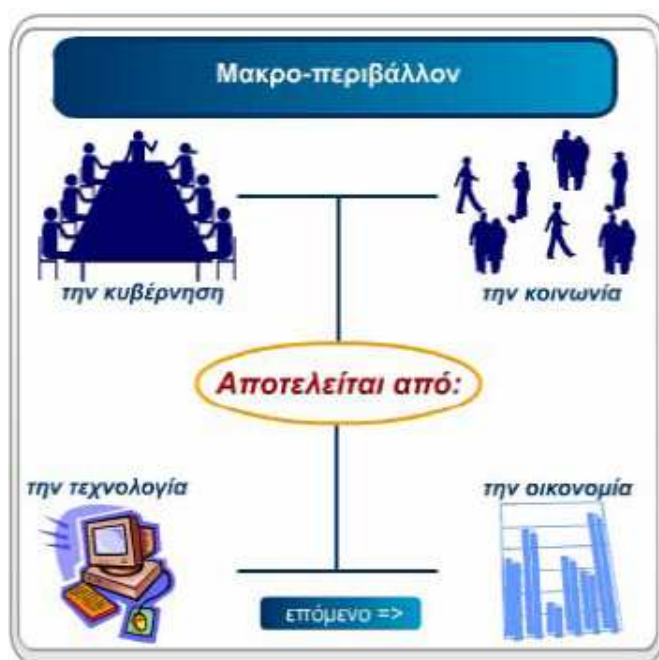 Μακρο-περιβάλλον
την κυβέρνηση
την κοινωνία
Αποτελείται από:
την τεχνολογία
την οικονομία
επόμενο =>